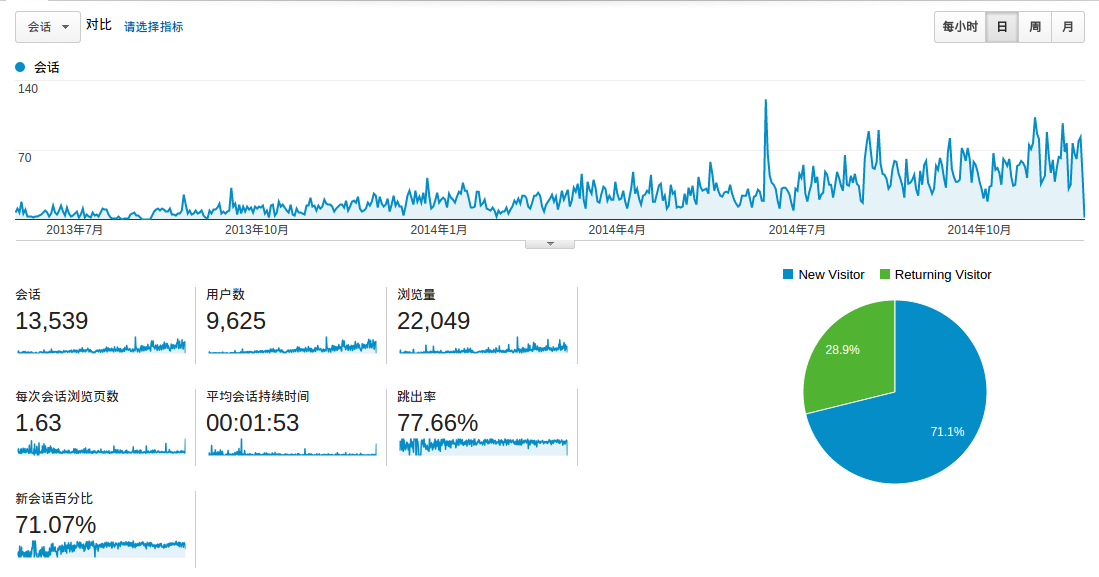 会话 对比 请选择指标 每小时 日 周 月
会话
140
70
2013年7月 2013年10月 2014年1月 2014年4月 2014年7月 2014年10月
New Visitor Returning Visitor
会话 用户数 浏览量
13,539 9,625 22,049
28.9%
每次会话浏览页数 平均会话持续时间 跳出率
1.63 00:01:53 77.66%
71.1%
新会话百分比
71.07%